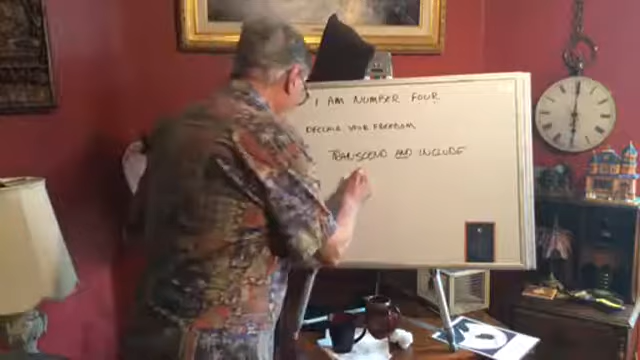 I AM NUMBER FOUR
DECLARE YOUR FREEDOM
TRANSCEND AND INCLUDE